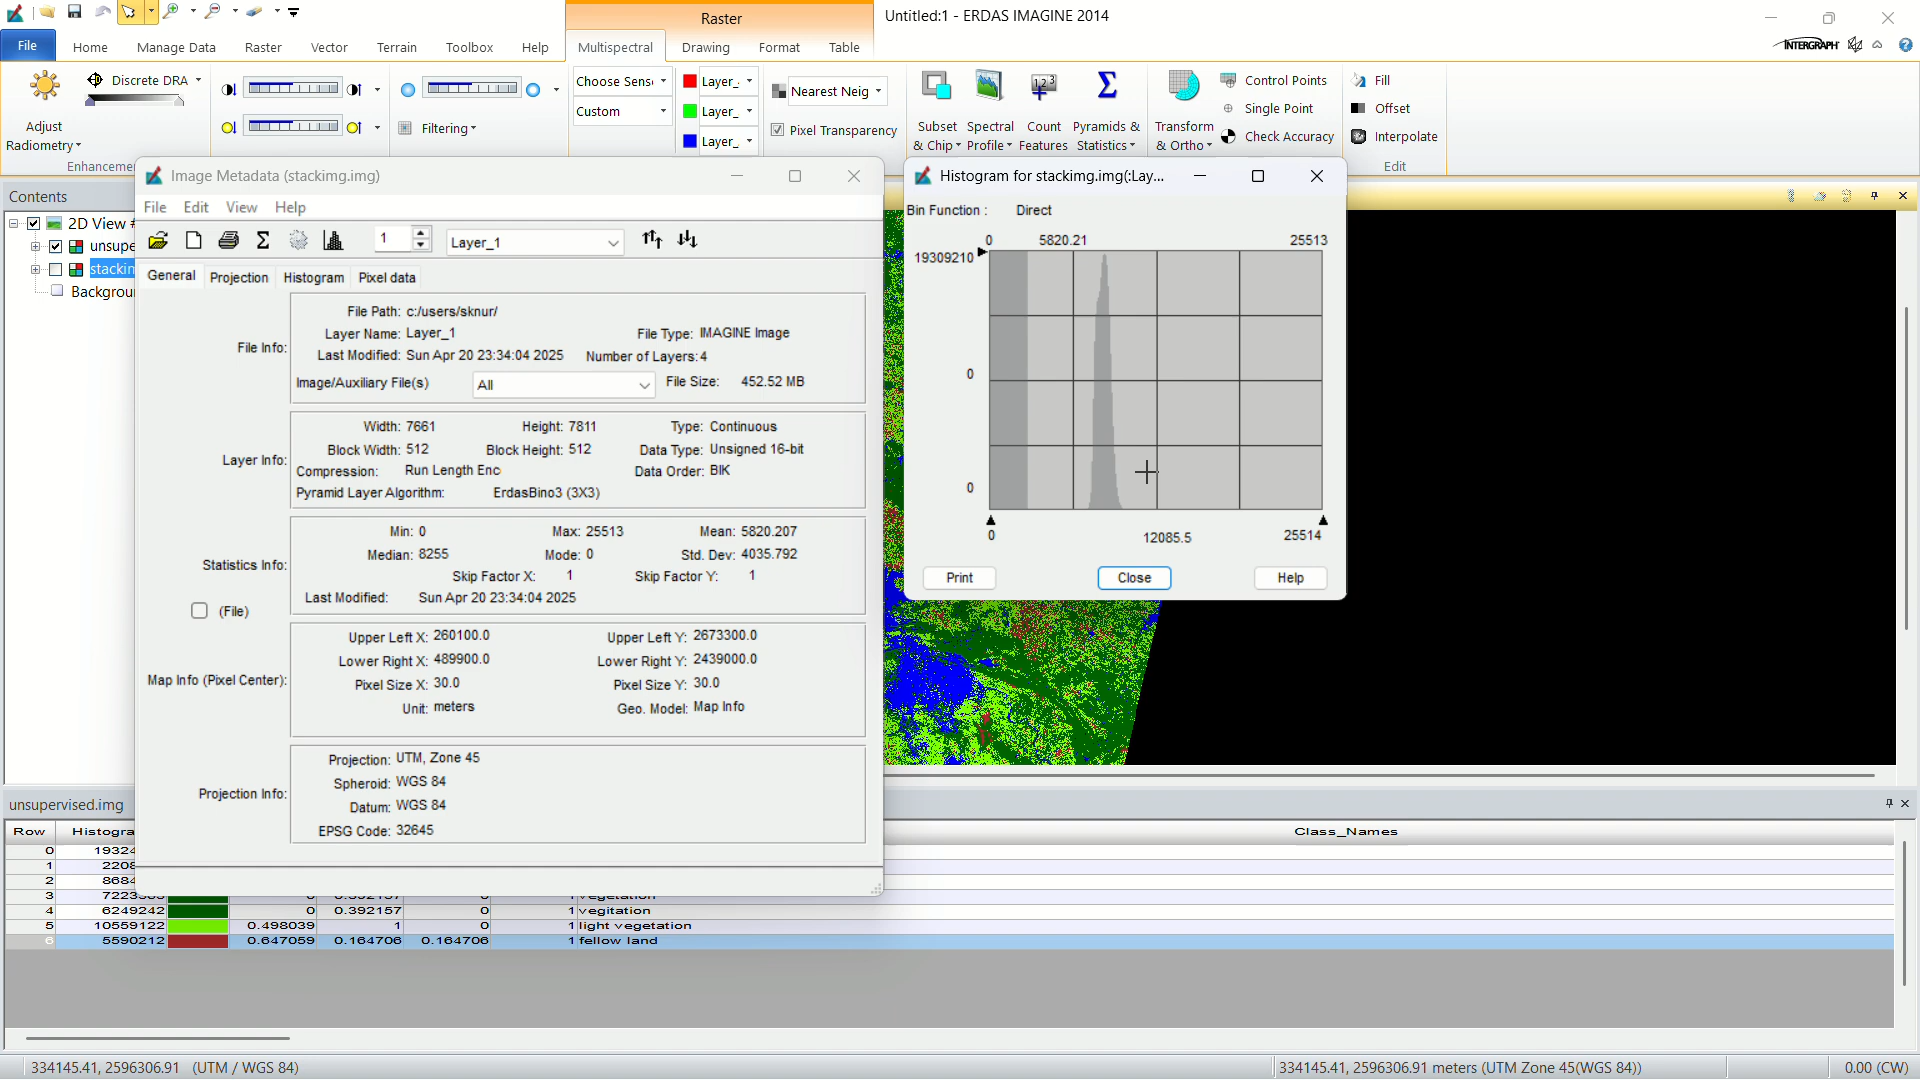 Raster
Untitled:1 - ERDAS IMAGINE 2014
File
Home
Manage Data
Raster
Vector
Terrain
Toolbox
Help
Multispectral
Drawing
Format
Table
INTERGRAPH
Discrete DRA
Adjust
Radiometry
Enhancemen
Filtering
Choose Sens
Custom
Layer_
Layer_
Layer_
Nearest Neig
Pixel Transparency
Subset
& Chip
Spectral
Profile
Count
Features
Pyramids &
Statistics
Transform
& Ortho
Control Points
Single Point
Check Accuracy
Fill
Offset
Interpolate
Edit
Contents
2D View #
unsupe
stackin
Backgrou
Image Metadata (stackimg.img)
File Edit View Help
1
Layer_1
General Projection Histogram Pixel data
File Info:
File Path: c:/users/sknur/
Layer Name: Layer_1 File Type: IMAGINE Image
Last Modified: Sun Apr 20 23:34:04 2025 Number of Layers: 4
Image/Auxiliary File(s) All File Size: 452.52 MB
Layer Info:
Width: 7661 Height: 7811 Type: Continuous
Block Width: 512 Block Height: 512 Data Type: Unsigned 16-bit
Compression: Run Length Enc Data Order: BIK
Pyramid Layer Algorithm: ErdasBino3 (3X3)
Statistics Info:
(File)
Min: 0 Max: 25513 Mean: 5820.207
Median: 8255 Mode: 0 Std. Dev: 4035.792
Skip Factor X: 1 Skip Factor Y: 1
Last Modified: Sun Apr 20 23:34:04 2025
Map Info (Pixel Center):
Upper Left X: 260100.0 Upper Left Y: 2673300.0
Lower Right X: 489900.0 Lower Right Y: 2439000.0
Pixel Size X: 30.0 Pixel Size Y: 30.0
Unit: meters Geo. Model: Map Info
Projection Info:
Projection: UTM, Zone 45
Spheroid: WGS 84
Datum: WGS 84
EPSG Code: 32645
Histogram for stackimg.img(:Lay...
Bin Function : Direct
0 5820.21 25513
19309210
0
0
0 12085.5 25514
Print Close Help
unsupervised.img
Row Histogra Class_Names
0 19324
1 2208
2 8684
3
4 6249242 0 0.392157 0 1 vegitation
5 10559122 0.498039 1 0 1 light vegetation
6 5590212 0.647059 0.164706 0.164706 1 fellow land
334145.41, 2596306.91 (UTM / WGS 84)
334145.41, 2596306.91 meters (UTM Zone 45(WGS 84))
0.00 (CW)